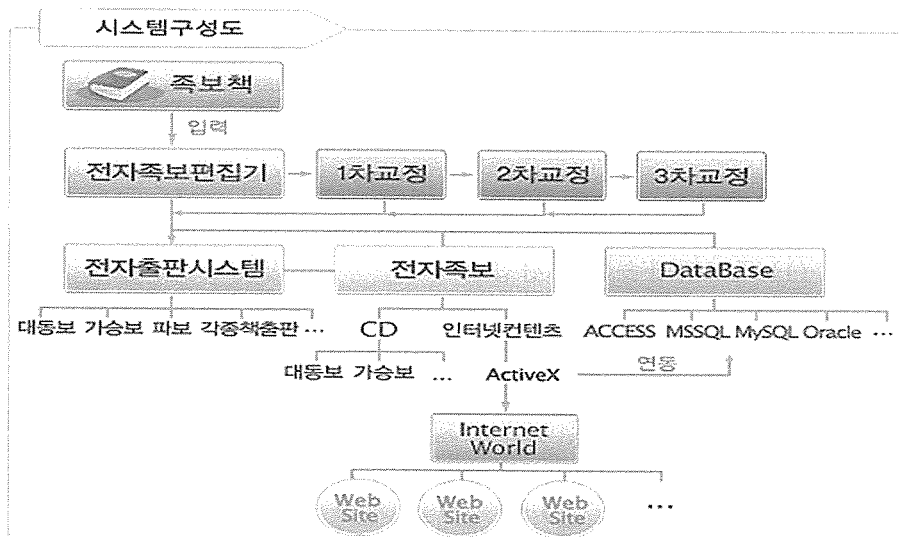 시스템구성도
족보책
입력
전자족보편집기
1차교정
2차교정
3차교정
전자출판시스템
전자족보
DataBase
대동보 가승보 파보 각종책출판 ...
CD
인터넷컨텐츠
ACCESS MSSQL MySQL Oracle ...
대동보 가승보 ...
ActiveX
연동
Internet
World
Web
Site
Web
Site
Web
Site
...